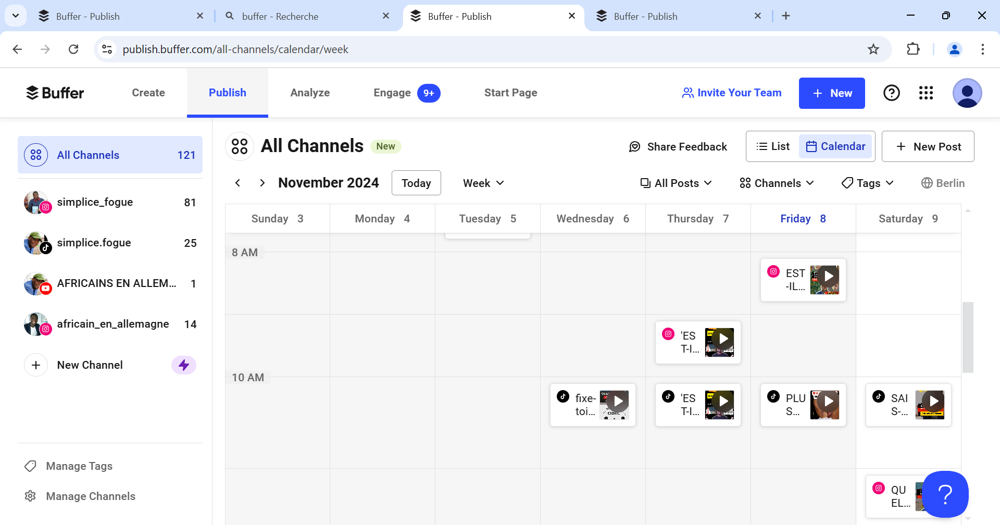 Buffer - Publish
buffer - Recherche
Buffer - Publish
Buffer - Publish
publish.buffer.com/all-channels/calendar/week
Buffer
Create
Publish
Analyze
Engage 9+
Start Page
Invite Your Team
+ New
All Channels 121
simplice_fogue 81
simplice.fogue 25
AFRICAINS EN ALLEM... 1
africain_en_allemagne 14
New Channel
Manage Tags
Manage Channels
All Channels New
Share Feedback
List
Calendar
+ New Post
November 2024
Today
Week
All Posts
Channels
Tags
Berlin
Sunday 3
Monday 4
Tuesday 5
Wednesday 6
Thursday 7
Friday 8
Saturday 9
8 AM
EST
-IL...
'ES
T-I...
10 AM
fixe-
toi...
CEDRIC
'ES
T-I...
PLU
S...
SAI
S-...
QU
EL...
?